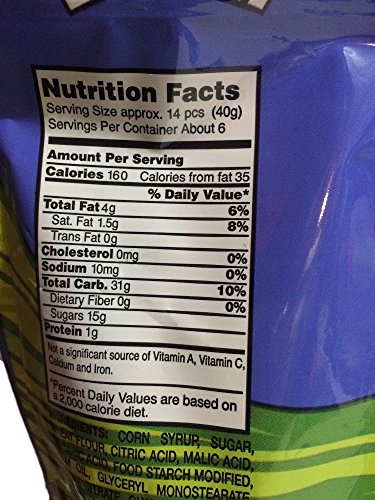 Nutrition Facts
Serving Size approx. 14 pcs (40g)
Servings Per Container About 6
Amount Per Serving
Calories 160 Calories from fat 35
% Daily Value*
Total Fat 4g 6%
Sat. Fat 1.5g 8%
Trans Fat 0g
Cholesterol 0mg 0%
Sodium 10mg 0%
Total Carb. 31g 10%
Dietary Fiber 0g 0%
Sugars 15g
Protein 1g
Not a significant source of Vitamin A, Vitamin C,
Calcium and Iron.
*Percent Daily Values are based on
a 2,000 calorie diet.
INGREDIENTS: CORN SYRUP, SUGAR,
FLOUR, CITRIC ACID, MALIC ACID,
ACID, FOOD STARCH MODIFIED,
OIL, GLYCERYL MONOSTEARATE,